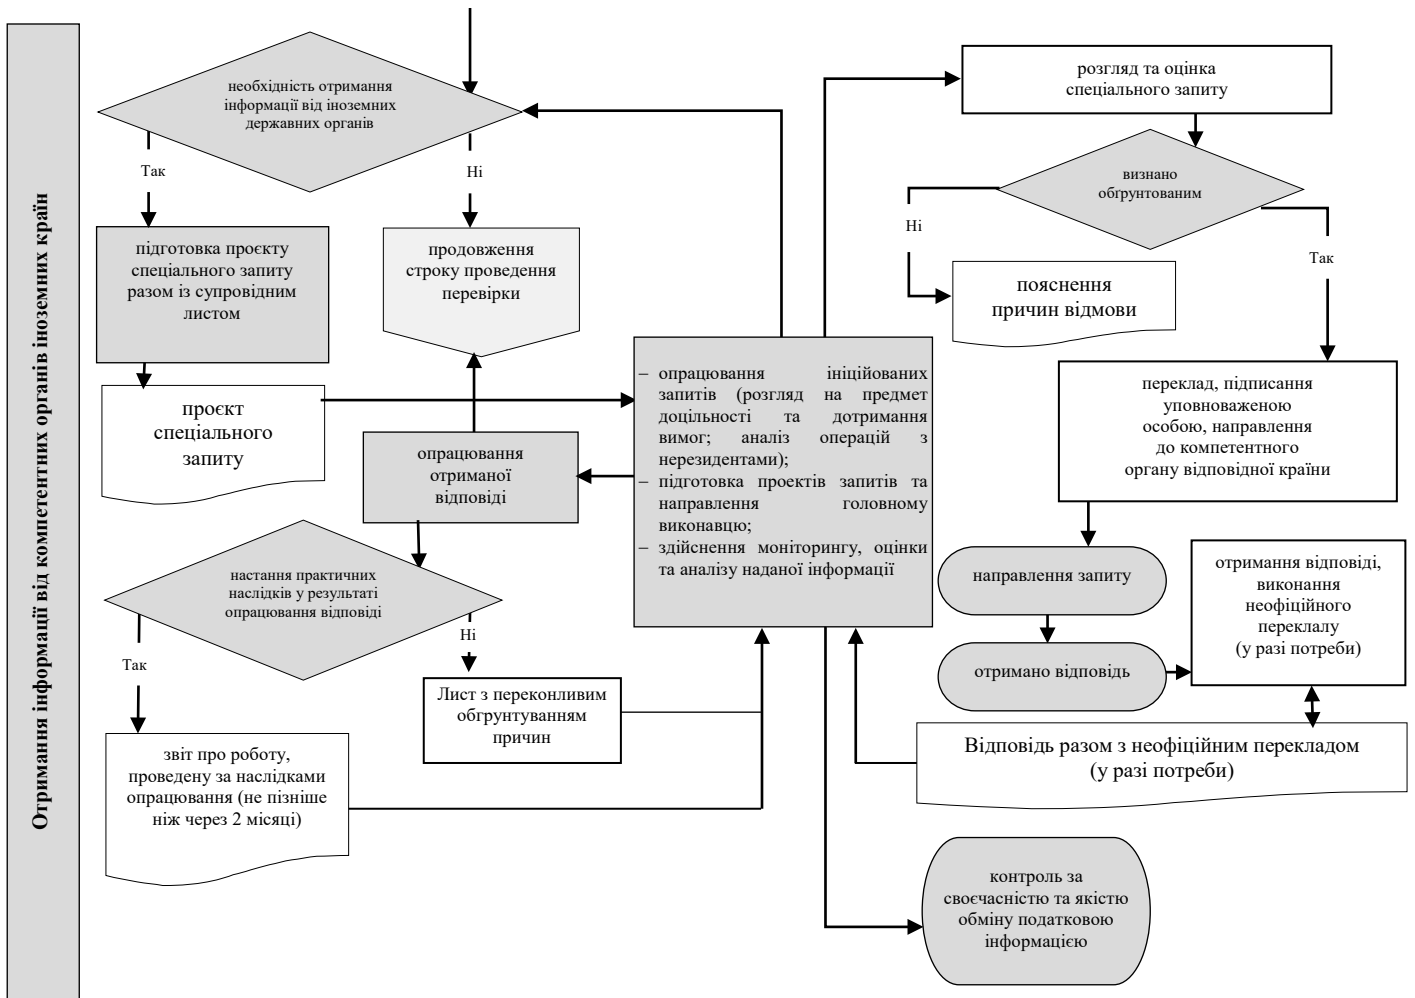 Отримання інформації від компетентних органів іноземних країн
необхідність отримання
інформації від іноземних
державних органів
Так
Ні
підготовка проєкту
спеціального запиту
разом із супровідним
листом
продовження
строку проведення
перевірки
проєкт
спеціального
запиту
опрацювання
отриманої
відповіді
настання практичних
наслідків у результаті
опрацювання відповіді
Так
Ні
Лист з переконливим
обгрунтуванням
причин
звіт про роботу,
проведену за наслідками
опрацювання (не пізніше
ніж через 2 місяці)
– опрацювання ініційованих
запитів (розгляд на предмет
доцільності та дотримання
вимог; аналіз операцій з
нерезидентами);
– підготовка проектів запитів та
направлення головному
виконавцю;
– здійснення моніторингу, оцінки
та аналізу наданої інформації
розгляд та оцінка
спеціального запиту
визнано
обґрунтованим
Ні
Так
пояснення
причин відмови
переклад, підписання
уповноваженою
особою, направлення
до компетентного
органу відповідної країни
направлення запиту
отримано відповідь
отримання відповіді,
виконання
неофіційного
переклалу
(у разі потреби)
Відповідь разом з неофіційним перекладом
(у разі потреби)
контроль за
своєчасністю та якістю
обміну податковою
інформацією